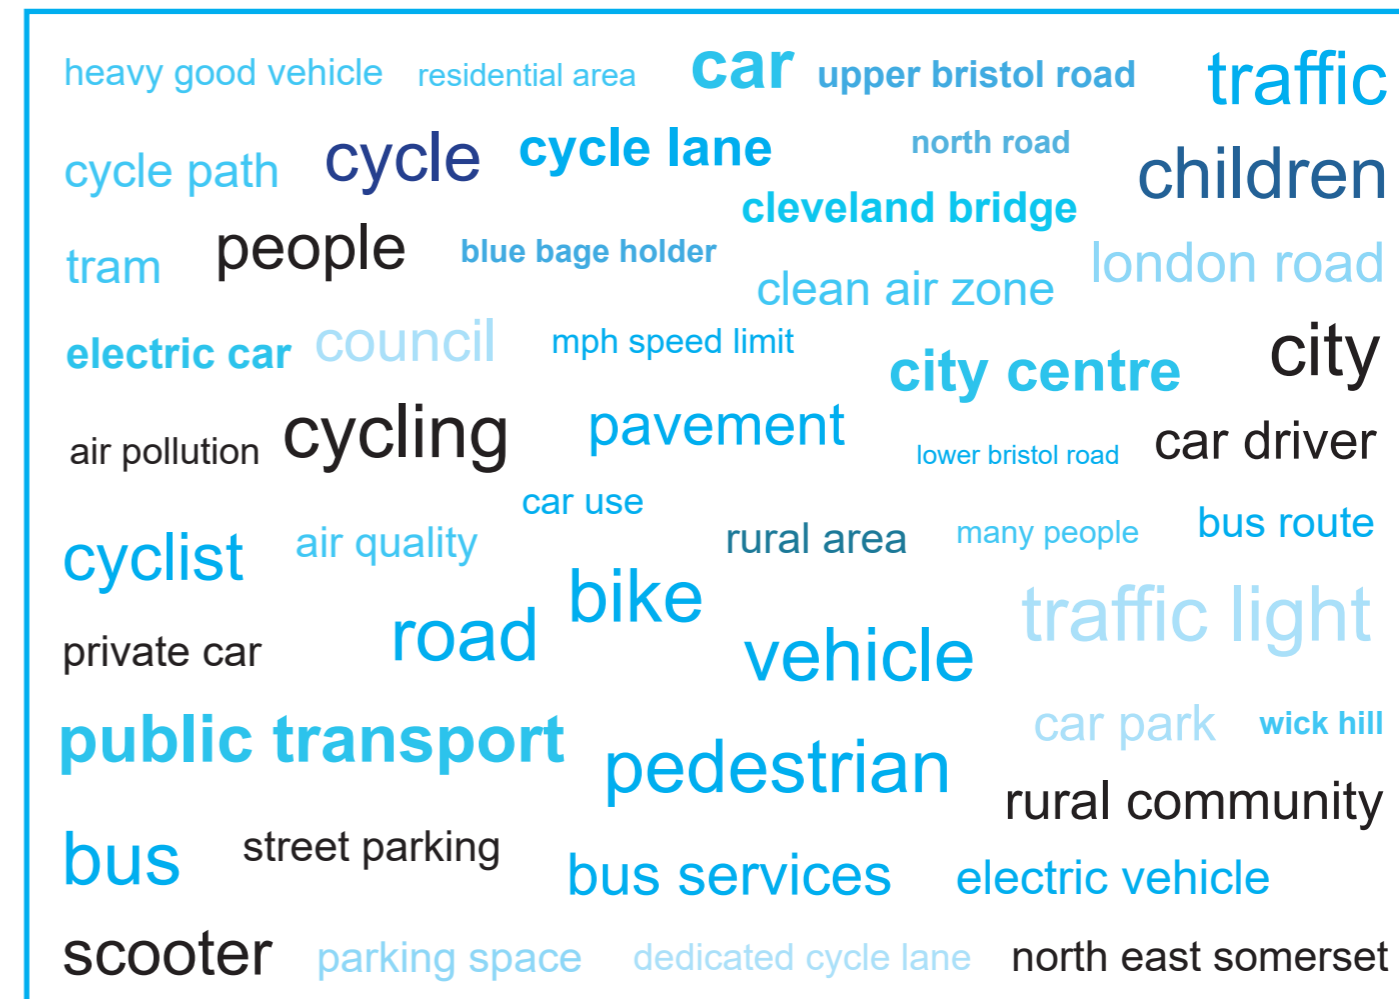 heavy good vehicle residential area car upper bristol road traffic
cycle path cycle cycle lane north road children
cleveland bridge
tram people blue bage holder clean air zone london road
electric car council mph speed limit city centre city
air pollution cycling pavement lower bristol road car driver
car use
cyclist air quality rural area many people bus route
bike traffic light
private car road vehicle
public transport pedestrian car park wick hill
rural community
bus street parking bus services electric vehicle
scooter parking space dedicated cycle lane north east somerset